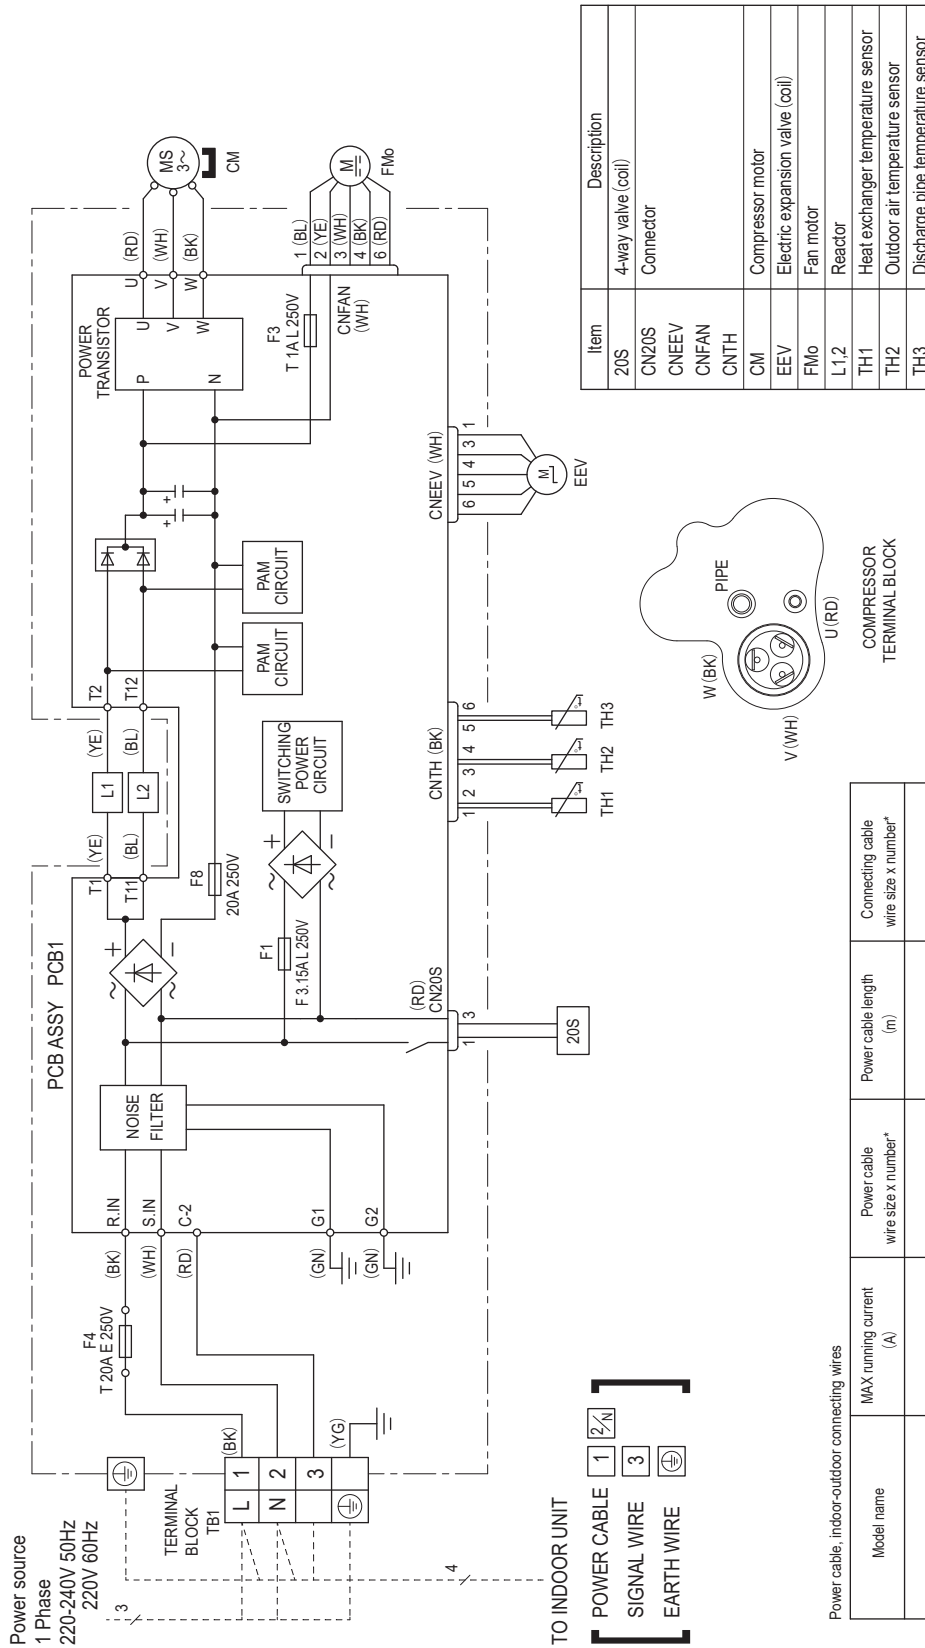 Power source
1 Phase
220-240V 50Hz
220V 60Hz
3
TERMINAL
BLOCK
TB1
L
N
1
2
3
(BK)
(YG)
F4
T 20A E 250V
(BK)
(WH)
(RD)
(GN)
(GN)
R.IN
S.IN
C-2
G1
G2
PCB ASSY PCB1
NOISE
FILTER
+
~
~
−
T1
T11
(YE)
(BL)
L1
L2
(YE)
(BL)
T2
T12
F8
20A 250V
F1
F 3.15A L 250V
+
~
~
−
SWITCHING
POWER
CIRCUIT
PAM
CIRCUIT
PAM
CIRCUIT
+
+
POWER
TRANSISTOR
P
N
U
V
W
U
V
W
(RD)
(WH)
(BK)
MS
3~
CM
F3
T 1A L 250V
CNFAN
(WH)
1 (BL)
2 (YE)
3 (WH)
4 (BK)
6 (RD)
M
FMo
(RD)
CN20S
1
3
20S
CNTH (BK)
1
2
3
4
5
6
TH1
TH2
TH3
CNEEV (WH)
6
5
4
3
1
M
EEV
4
TO INDOOR UNIT
POWER CABLE 1 2/N
SIGNAL WIRE 3
EARTH WIRE
W (BK)
PIPE
V (WH)
U (RD)
COMPRESSOR
TERMINAL BLOCK
Item Description
20S 4-way valve (coil)
CN20S Connector
CNEEV
CNFAN
CNTH
CM Compressor motor
EEV Electric expansion valve (coil)
FMo Fan motor
L1,2 Reactor
TH1 Heat exchanger temperature sensor
TH2 Outdoor air temperature sensor
TH3 Discharge pipe temperature sensor
Power cable, indoor-outdoor connecting wires
Model name
MAX running current
(A)
Power cable
wire size x number*
Power cable length
(m)
Connecting cable
wire size x number*